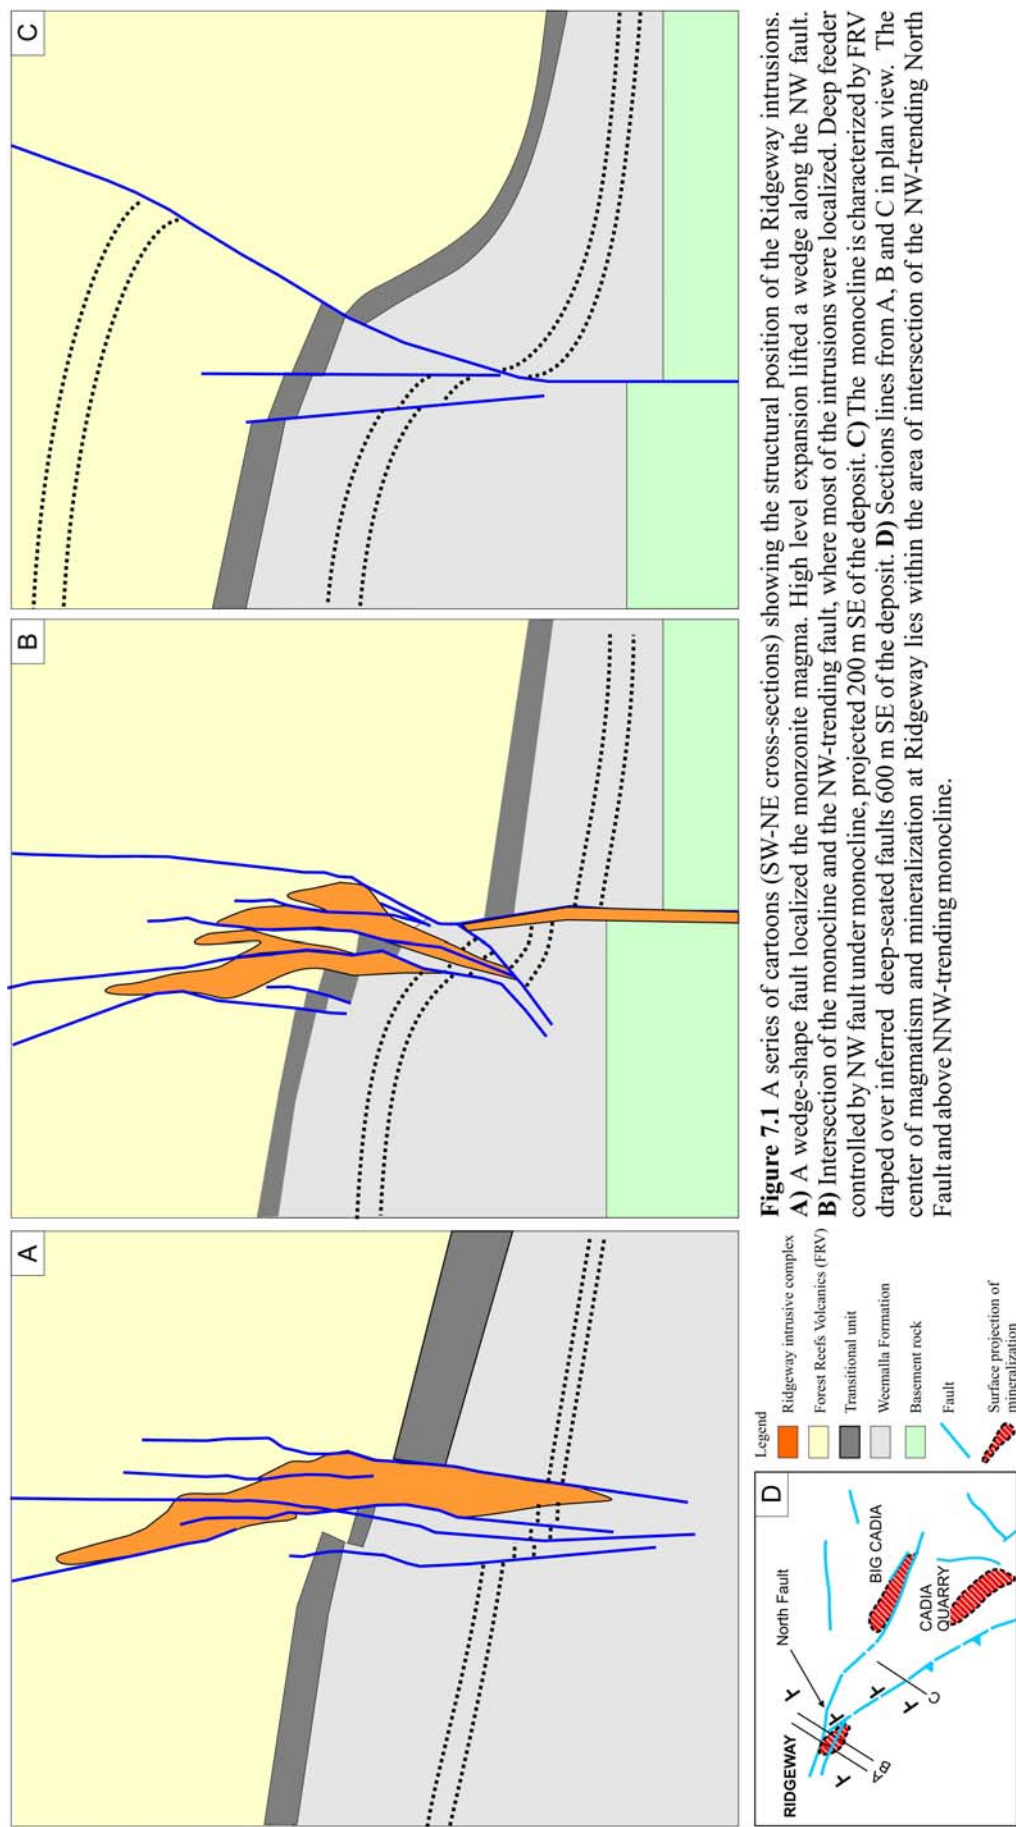 A
B
C
Legend
Ridgeway intrusive complex
Forest Reefs Volcanics (FRV)
Transitional unit
Weemalla Formation
Basement rock
Fault
Surface projection of
mineralization
D
RIDGEWAY
North Fault
BIG CADIA
CADIA
QUARRY
A
B
C
Figure 7.1 A series of cartoons (SW-NE cross-sections) showing the structural position of the Ridgeway intrusions.
A) A wedge-shape fault localized the monzonite magma. High level expansion lifted a wedge along the NW fault.
B) Intersection of the monocline and the NW-trending fault, where most of the intrusions were localized. Deep feeder
controlled by NW fault under monocline, projected 200 m SE of the deposit. C) The monocline is characterized by FRV
draped over inferred deep-seated faults 600 m SE of the deposit. D) Sections lines from A, B and C in plan view. The
center of magmatism and mineralization at Ridgeway lies within the area of intersection of the NW-trending North
Fault and above NNW-trending monocline.